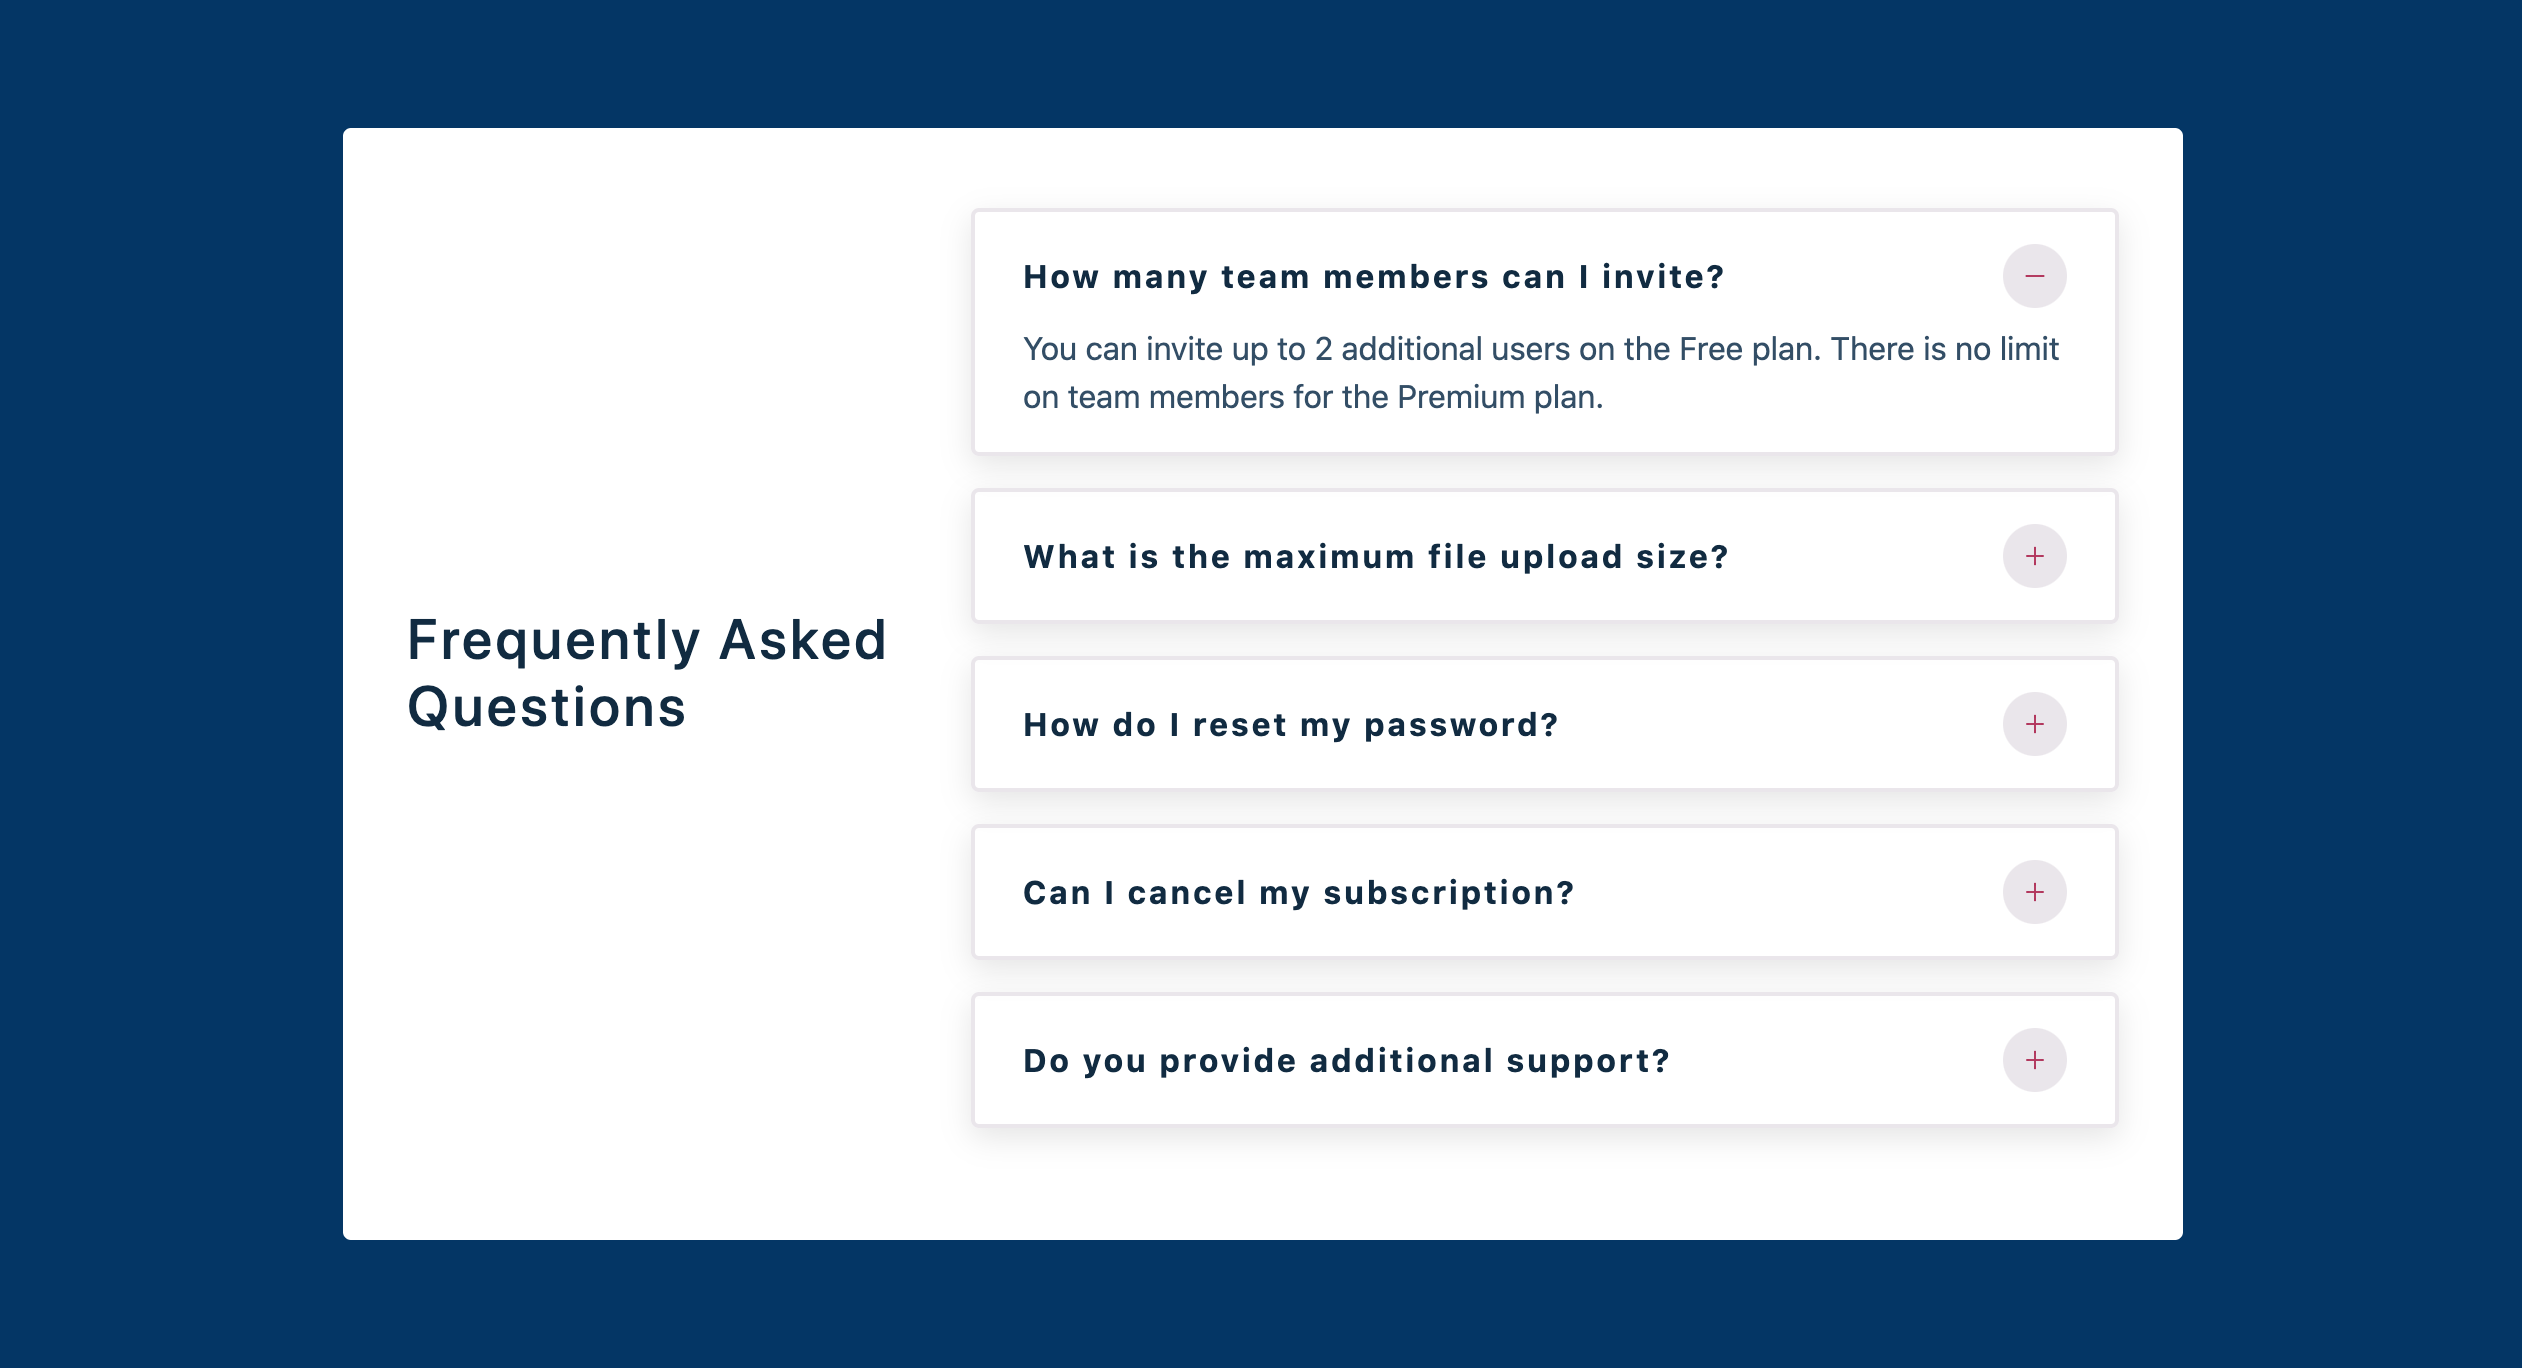 Frequently Asked
Questions
How many team members can I invite?
You can invite up to 2 additional users on the Free plan. There is no limit
on team members for the Premium plan.
What is the maximum file upload size?
How do I reset my password?
Can I cancel my subscription?
Do you provide additional support?